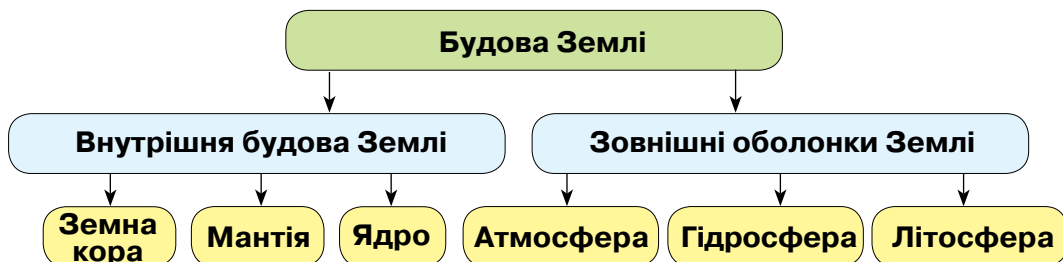 Будова Землі
Внутрішня будова Землі
Зовнішні оболонки Землі
Земна
кора
Мантія
Ядро
Атмосфера
Гідросфера
Літосфера